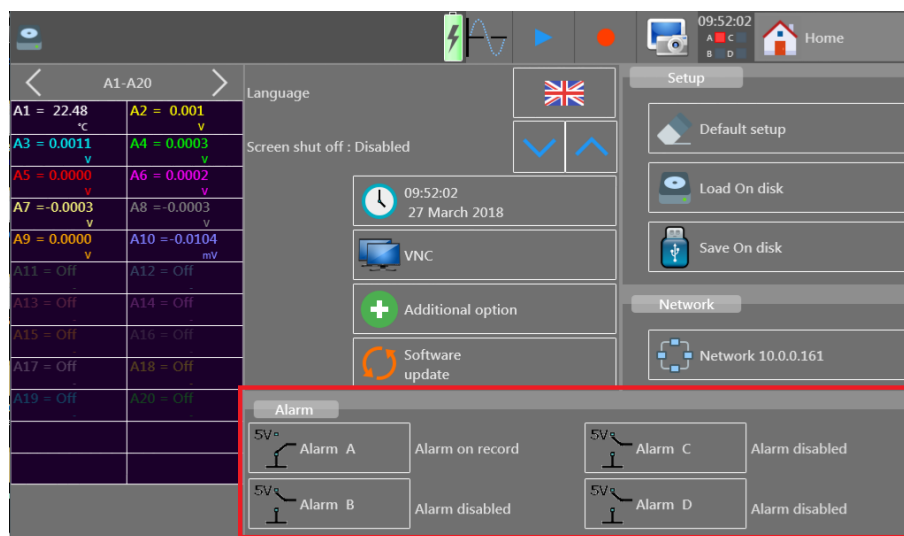 09:52:02
A C
B D
Home
A1-A20
A1 = 22.48
°C
A2 = 0.001
V
A3 = 0.0011
V
A4 = 0.0003
V
A5 = 0.0000
V
A6 = 0.0002
V
A7 =-0.0003
V
A8 =-0.0003
V
A9 = 0.0000
V
A10 =-0.0104
mV
A11 = Off
-
A12 = Off
-
A13 = Off
-
A14 = Off
-
A15 = Off
-
A16 = Off
-
A17 = Off
-
A18 = Off
-
A19 = Off
-
A20 = Off
-
Language
Screen shut off : Disabled
09:52:02
27 March 2018
VNC
Additional option
Software
update
Setup
Default setup
Load On disk
Save On disk
Network
Network 10.0.0.161
Alarm
5V
Alarm A
Alarm on record
5V
Alarm C
Alarm disabled
5V
Alarm B
Alarm disabled
5V
Alarm D
Alarm disabled